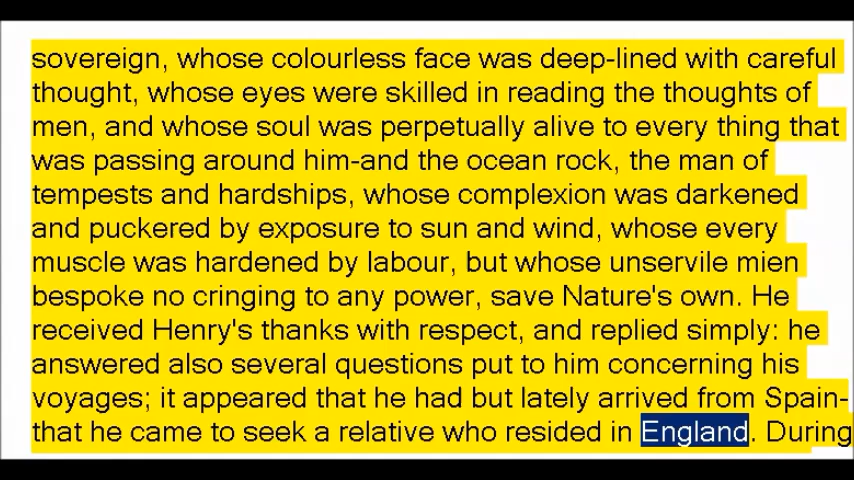 sovereign, whose colourless face was deep-lined with careful
thought, whose eyes were skilled in reading the thoughts of
men, and whose soul was perpetually alive to every thing that
was passing around him-and the ocean rock, the man of
tempests and hardships, whose complexion was darkened
and puckered by exposure to sun and wind, whose every
muscle was hardened by labour, but whose unservile mien
bespoke no cringing to any power, save Nature's own. He
received Henry's thanks with respect, and replied simply: he
answered also several questions put to him concerning his
voyages; it appeared that he had but lately arrived from Spain-
that he came to seek a relative who resided in England. During